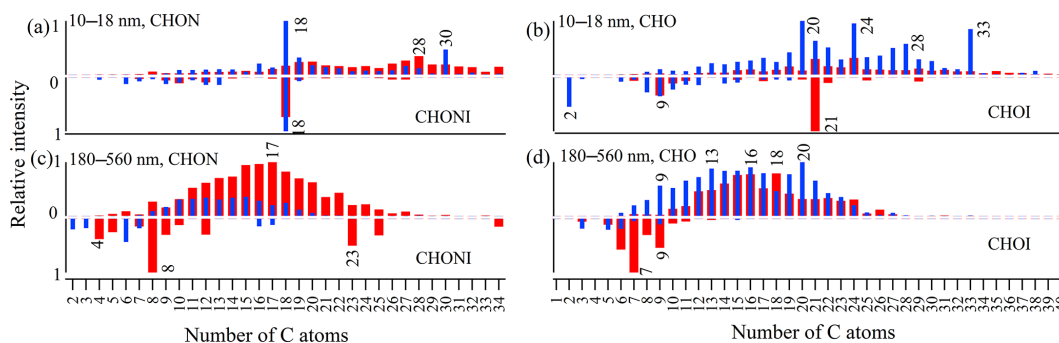 (a) 10–18 nm, CHON
1
0
1
18
28
30
18
CHONI
(b) 10–18 nm, CHO
20
24
28
33
2
9
21
CHOI
Relative intensity
(c) 180–560 nm, CHON
1
0
1
17
4
8
23
CHONI
(d) 180–560 nm, CHO
9
13
16
18
20
7
9
CHOI
2 3 4 5 6 7 8 9 10 11 12 13 14 15 16 17 18 19 20 21 22 23 24 25 26 27 28 29 30 31 32 33 34
1 2 3 4 5 6 7 8 9 10 11 12 13 14 15 16 17 18 19 20 21 22 23 24 25 26 27 28 29 30 31 32 33 34 35 36 37 38 39
Number of C atoms
Number of C atoms